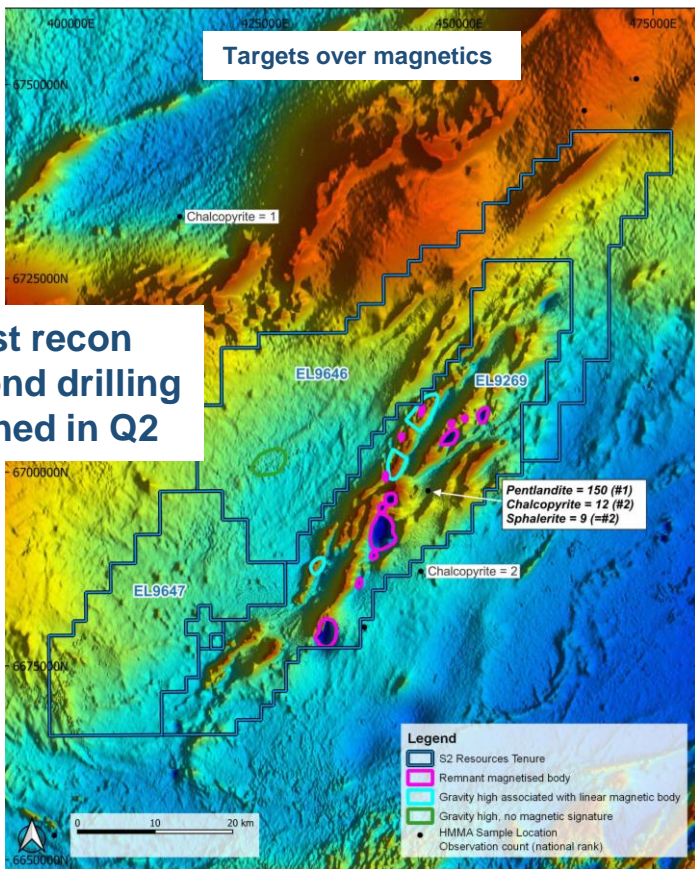 400000E
425000E
450000E
475000E
Targets over magnetics
6750000N
Chalcopyrite = 1
6725000N
st recon
ond drilling
ned in Q2
EL9646
EL9269
6700000N
Pentlandite = 150 (#1)
Chalcopyrite = 12 (#2)
Sphalerite = 9 (=#2)
Chalcopyrite = 2
EL9647
6675000N
Legend
S2 Resources Tenure
Remnant magnetised body
Gravity high associated with linear magnetic body
Gravity high, no magnetic signature
HMMA Sample Location
Observation count (national rank)
0 10 20 km
6650000N